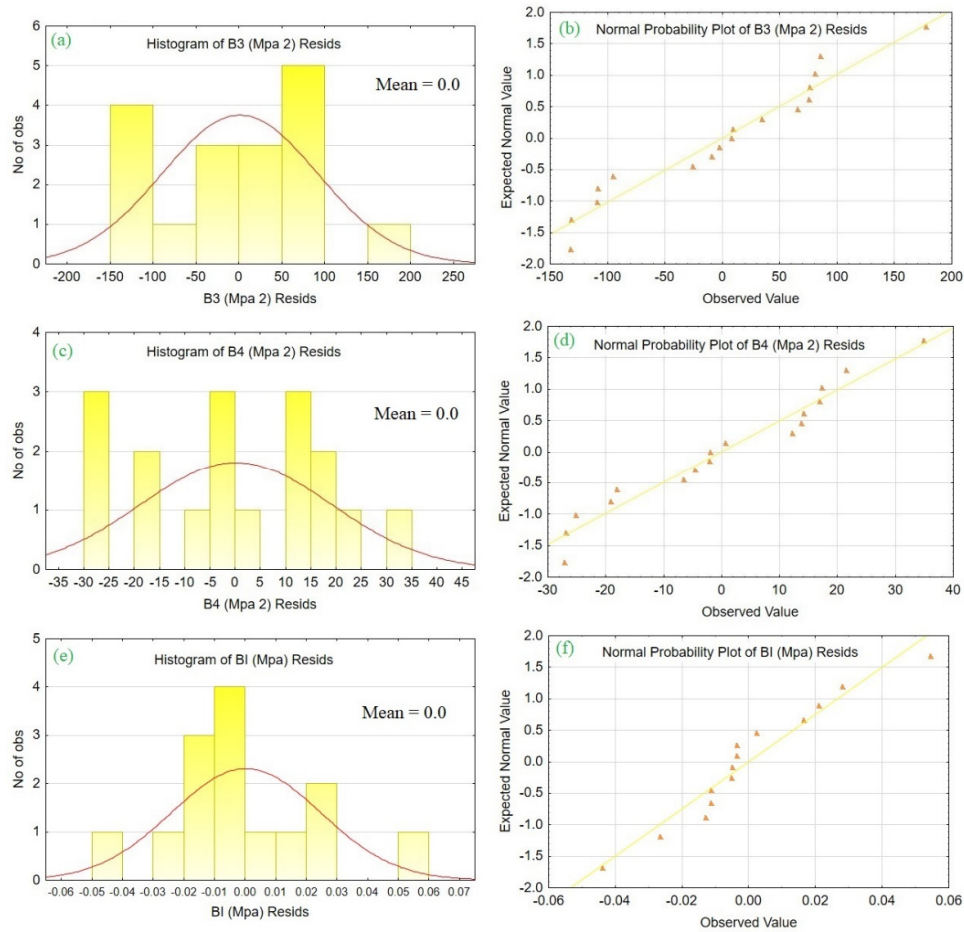 (a)
Histogram of B3 (Mpa 2) Resids
Mean = 0.0
No of obs
6
5
4
3
2
1
0
-200 -150 -100 -50 0 50 100 150 200 250
B3 (Mpa 2) Resids
(b)
Normal Probability Plot of B3 (Mpa 2) Resids
Expected Normal Value
2.0
1.5
1.0
0.5
0.0
-0.5
-1.0
-1.5
-2.0
-150 -100 -50 0 50 100 150 200
Observed Value
(c)
Histogram of B4 (Mpa 2) Resids
Mean = 0.0
No of obs
4
3
2
1
0
-35 -30 -25 -20 -15 -10 -5 0 5 10 15 20 25 30 35 40 45
B4 (Mpa 2) Resids
(d)
Normal Probability Plot of B4 (Mpa 2) Resids
Expected Normal Value
2.0
1.5
1.0
0.5
0.0
-0.5
-1.0
-1.5
-2.0
-30 -20 -10 0 10 20 30 40
Observed Value
(e)
Histogram of BI (Mpa) Resids
Mean = 0.0
No of obs
5
4
3
2
1
0
-0.06 -0.05 -0.04 -0.03 -0.02 -0.01 0.00 0.01 0.02 0.03 0.04 0.05 0.06 0.07
BI (Mpa) Resids
(f)
Normal Probability Plot of BI (Mpa) Resids
Expected Normal Value
2.0
1.5
1.0
0.5
0.0
-0.5
-1.0
-1.5
-2.0
-0.06 -0.04 -0.02 0.00 0.02 0.04 0.06
Observed Value